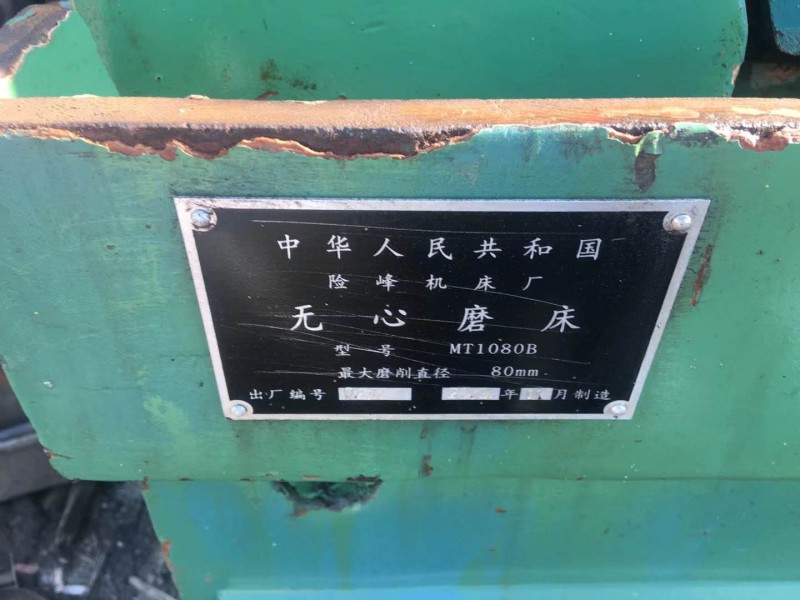 中华人民共和国
险峰机床厂
无心磨床
型号 MT1080B
最大磨削直径 80mm
出厂编号 年 月制造